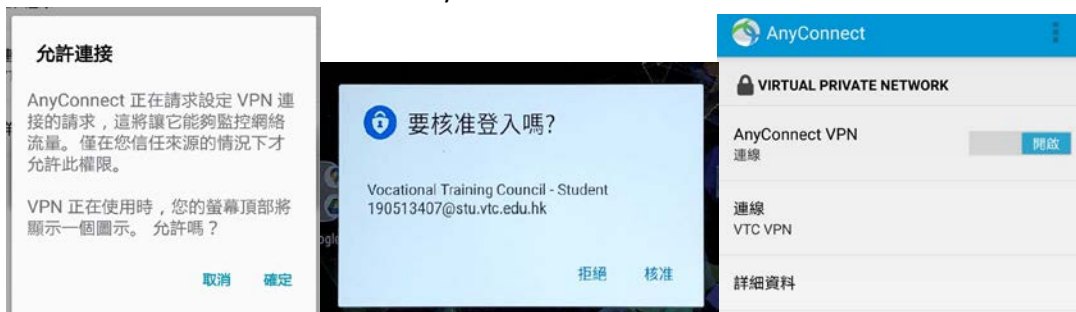 允許連接
AnyConnect 正在請求設定 VPN 連
接的請求，這將讓它能夠監控網絡
流量。僅在您信任來源的情況下才
允許此權限。
VPN 正在使用時，您的螢幕頂部將
顯示一個圖示。 允許嗎？
取消 確定
要核准登入嗎?
Vocational Training Council - Student
190513407@stu.vtc.edu.hk
拒絕 核准
AnyConnect
VIRTUAL PRIVATE NETWORK
AnyConnect VPN
連線
開啟
連線
VTC VPN
詳細資料